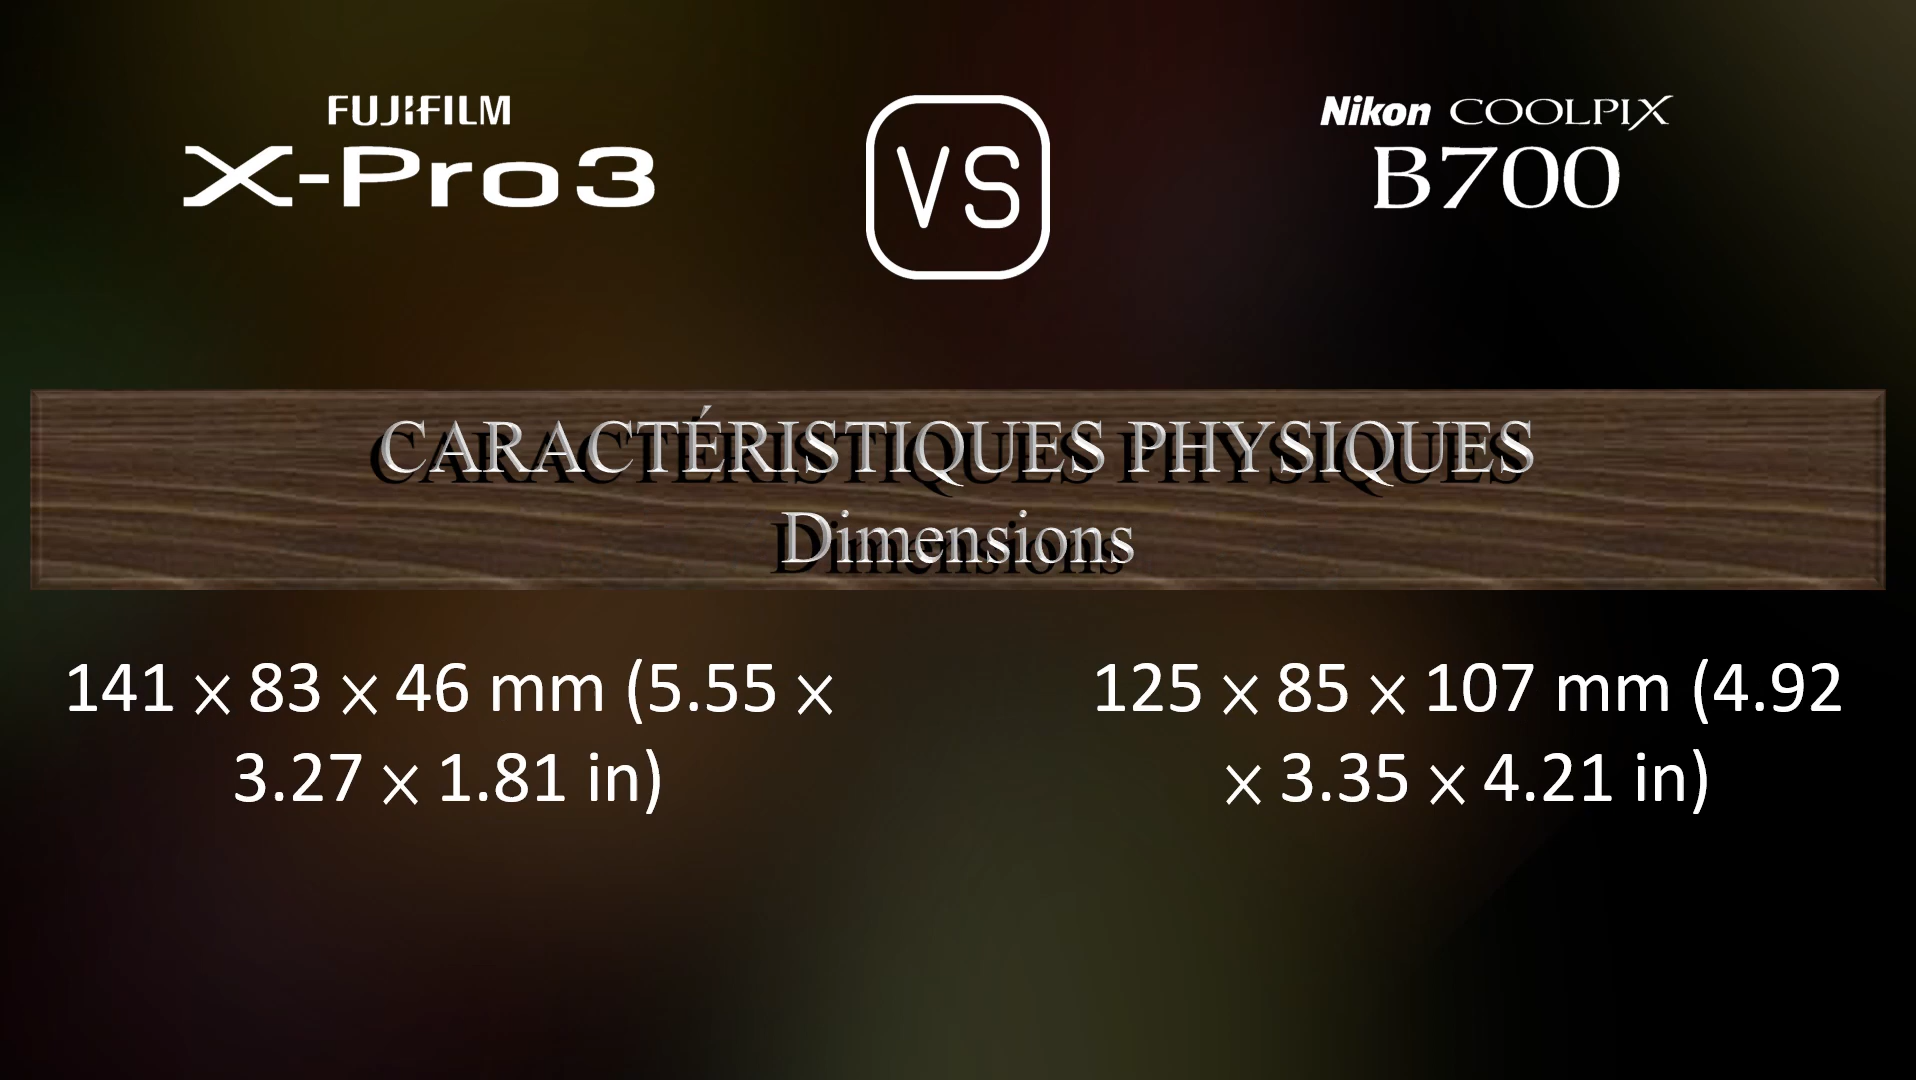 FUJIFILM
X-Pro3
VS
Nikon COOLPIX
B700
CARACTÉRISTIQUES PHYSIQUES
Dimensions
141 x 83 x 46 mm (5.55 x
3.27 x 1.81 in)
125 x 85 x 107 mm (4.92
x 3.35 x 4.21 in)